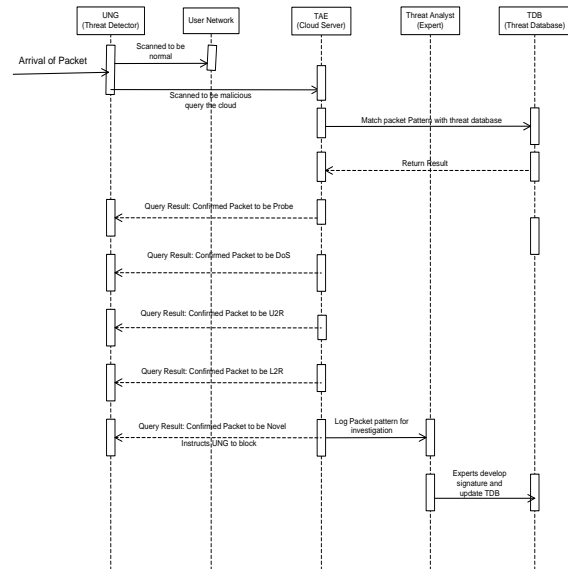 UNG
(Threat Detector)
User Network
TAE
(Cloud Server)
Threat Analyst
(Expert)
TDB
(Threat Database)
Scanned to be
normal
Arrival of Packet
Scanned to be malicious
query the cloud
Match packet Pattern with threat database
Return Result
Query Result: Confirmed Packet to be Probe
Query Result: Confirmed Packet to be DoS
Query Result: Confirmed Packet to be U2R
Query Result: Confirmed Packet to be L2R
Query Result: Confirmed Packet to be Novel
Instructs UNG to block
Log Packet pattern for
investigation
Experts develop
signature and
update TDB